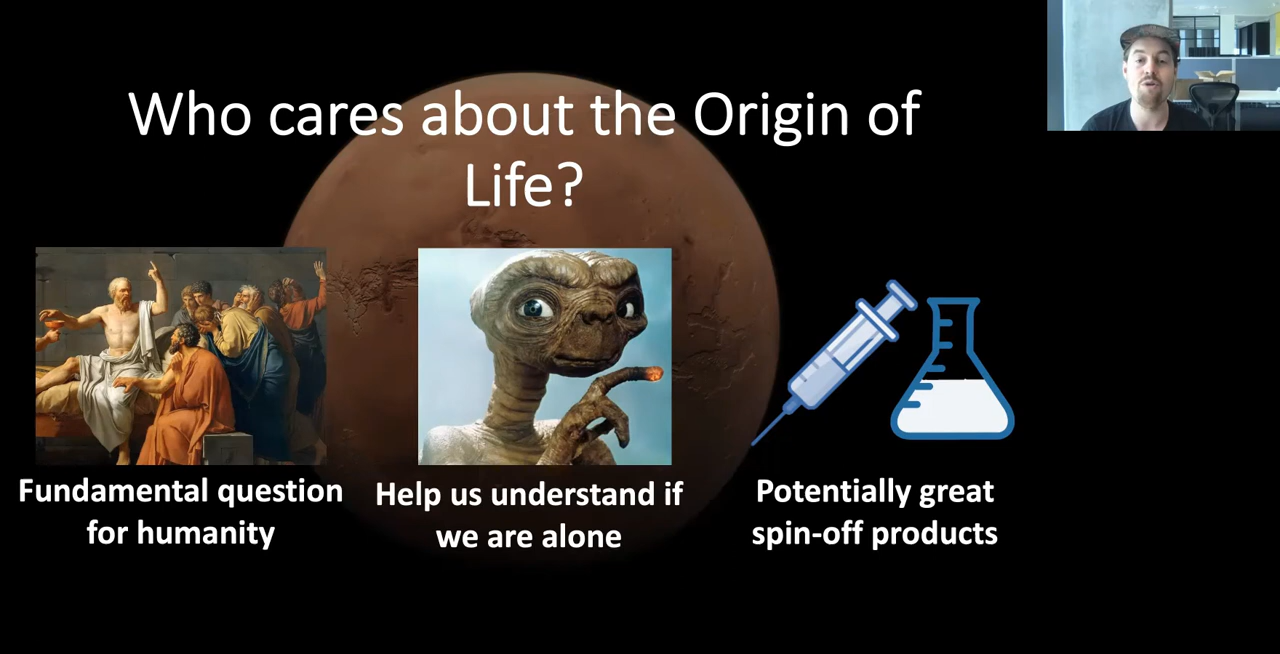 Who cares about the Origin of
Life?
Fundamental question
for humanity
Help us understand if
we are alone
Potentially great
spin-off products